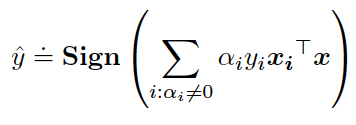 ŷ ≐ Sign ( ∑_{i:α_i≠0} α_i y_i x_i^⊤ x )